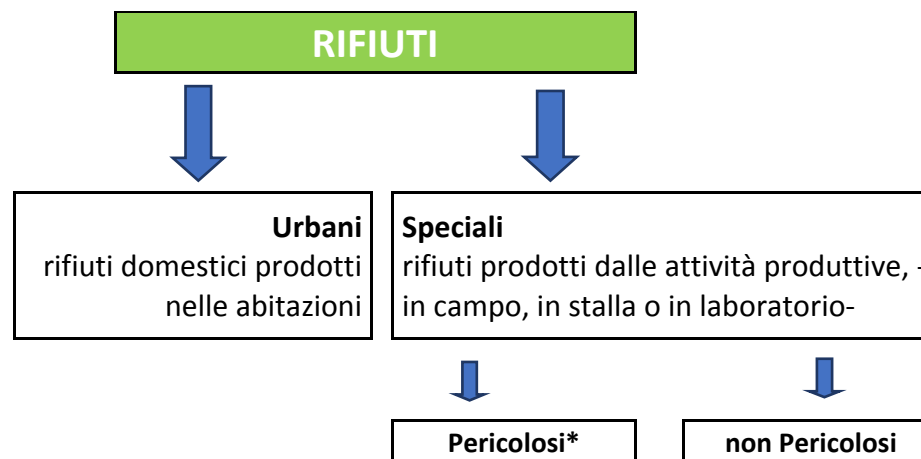 RIFIUTI
Urbani
rifiuti domestici prodotti
nelle abitazioni
Speciali
rifiuti prodotti dalle attività produttive, -
in campo, in stalla o in laboratorio-
Pericolosi*
non Pericolosi